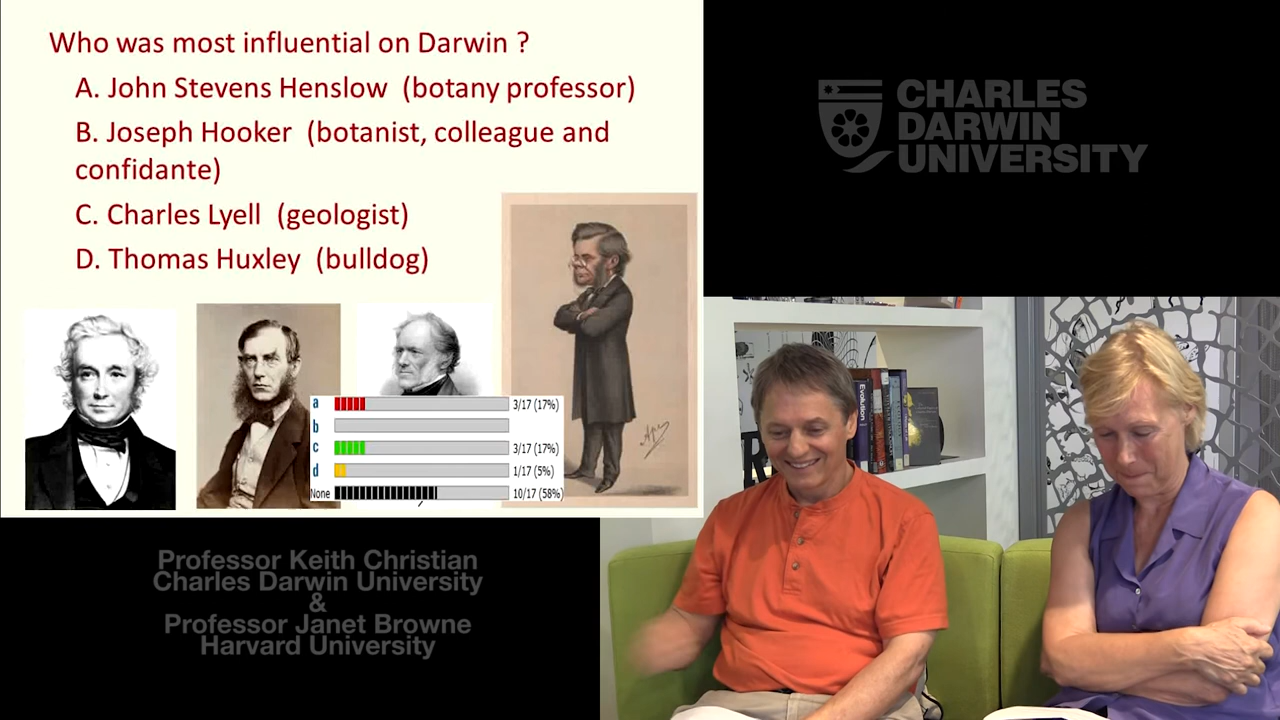 Who was most influential on Darwin ?
A. John Stevens Henslow (botany professor)
B. Joseph Hooker (botanist, colleague and
confidante)
C. Charles Lyell (geologist)
D. Thomas Huxley (bulldog)
a 3/17 (17%)
b
c 3/17 (17%)
d 1/17 (5%)
None 10/17 (58%)
Ape
CHARLES
DARWIN
UNIVERSITY
Evolution
Professor Keith Christian
Charles Darwin University
&
Professor Janet Browne
Harvard University